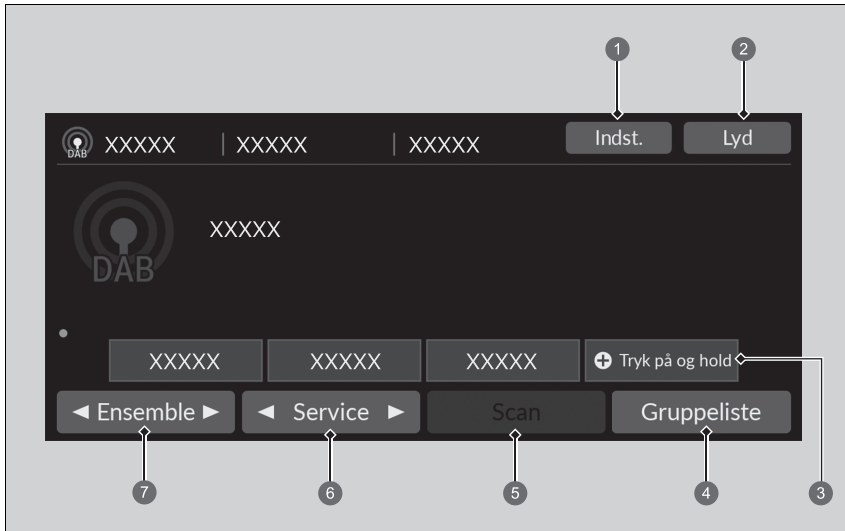 1 2
DAB XXXXX | XXXXX | XXXXX Indst. Lyd
XXXXX
DAB
XXXXX XXXXX XXXXX Tryk på og hold
◄ Ensemble ► ◄ Service ► Scan Gruppeliste
7 6 5 4 3